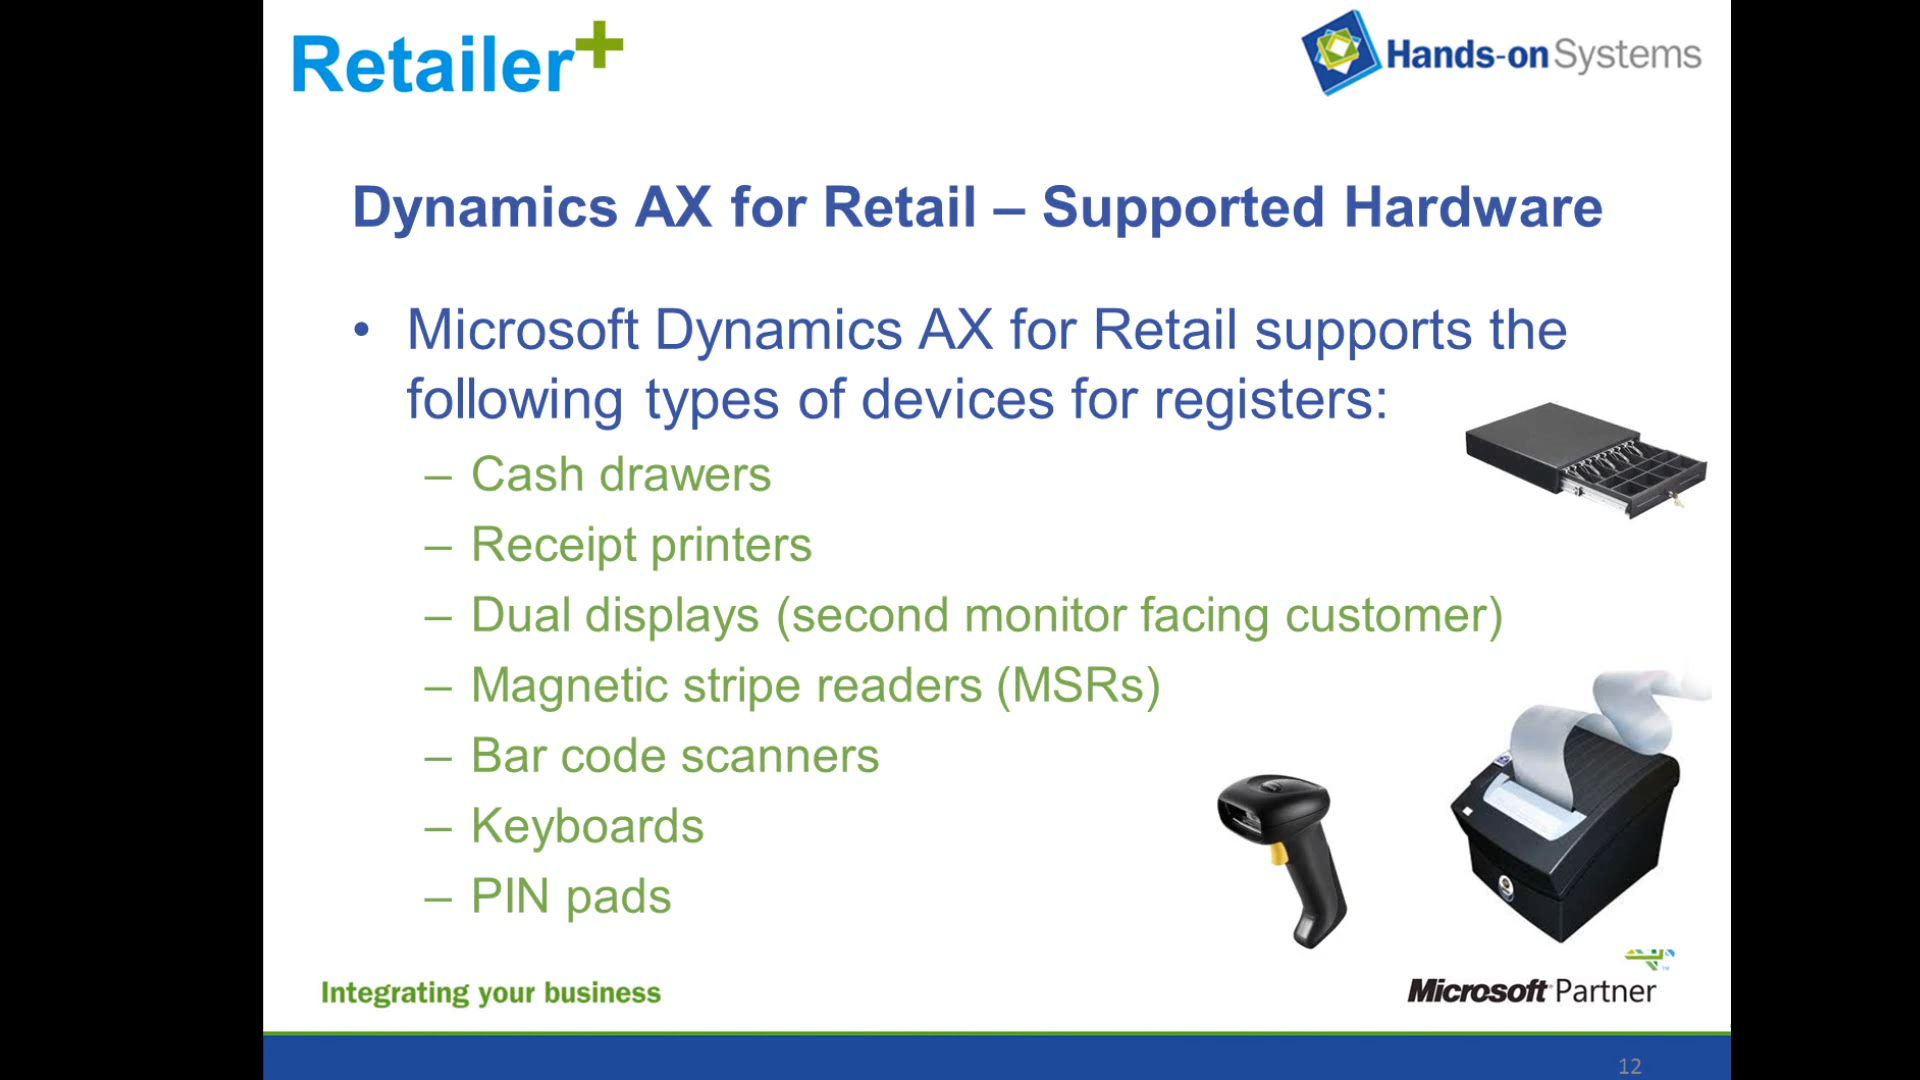 Retailer+
Hands-on Systems
Dynamics AX for Retail – Supported Hardware
• Microsoft Dynamics AX for Retail supports the
following types of devices for registers:
– Cash drawers
– Receipt printers
– Dual displays (second monitor facing customer)
– Magnetic stripe readers (MSRs)
– Bar code scanners
– Keyboards
– PIN pads
Integrating your business
Microsoft Partner
12